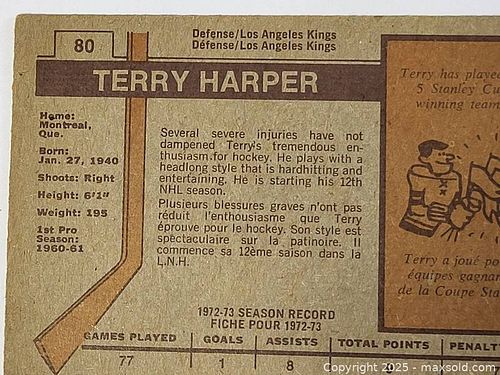 80
Defense/Los Angeles Kings
Défense/Los Angeles Kings
TERRY HARPER
Home:
Montreal,
Que.
Born:
Jan. 27, 1940
Shoots: Right
Height: 6'1"
Weight: 195
1st Pro
Season:
1960-61
Several severe injuries have not
dampened Terry's tremendous en-
thusiasm for hockey. He plays with a
headlong style that is hardhitting and
entertaining. He is starting his 12th
NHL season.
Plusieurs blessures graves n'ont pas
réduit l'enthousiasme que Terry
éprouve pour le hockey. Son style est
spectaculaire sur la patinoire. Il
commence sa 12ème saison dans la
L.N.H.
Terry has playe
5 Stanley Cu
winning team
Terry a joué po
équipes gagnan
de la Coupe Sta
1972-73 SEASON RECORD
FICHE POUR 1972-73
GAMES PLAYED GOALS ASSISTS TOTAL POINTS PENALT
77 1 8
Copyright 2025 - maxsold.com